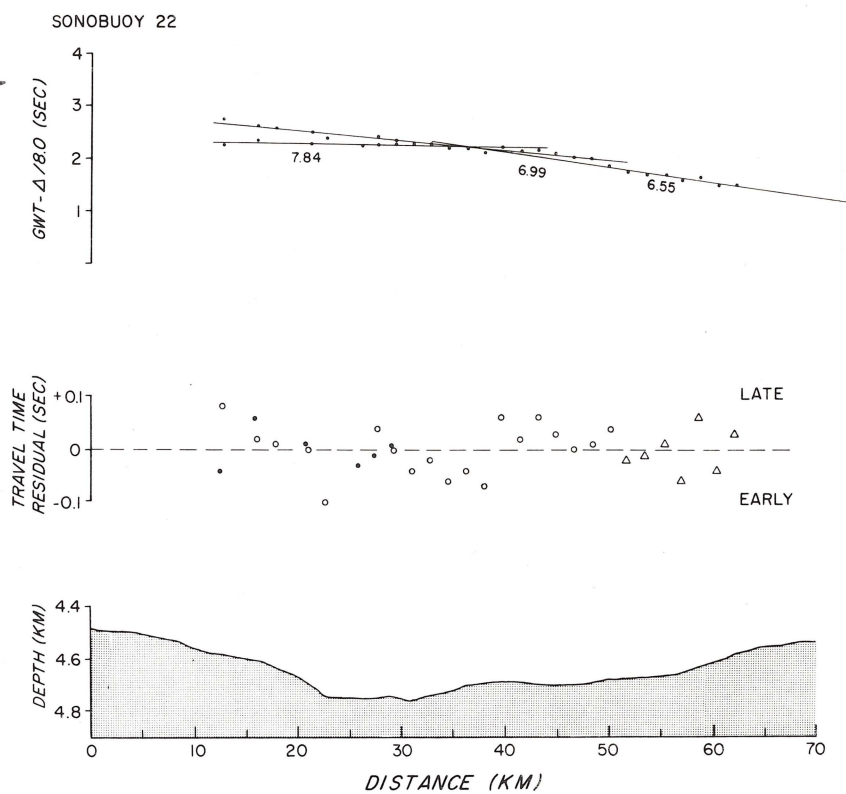 SONOBUOY 22
GWT-Δ/8.0 (SEC)
4
3
2
1
7.84
6.99
6.55
TRAVEL TIME
RESIDUAL (SEC)
+0.1
0
-0.1
LATE
EARLY
DEPTH (KM)
4.4
4.6
4.8
0 10 20 30 40 50 60 70
DISTANCE (KM)